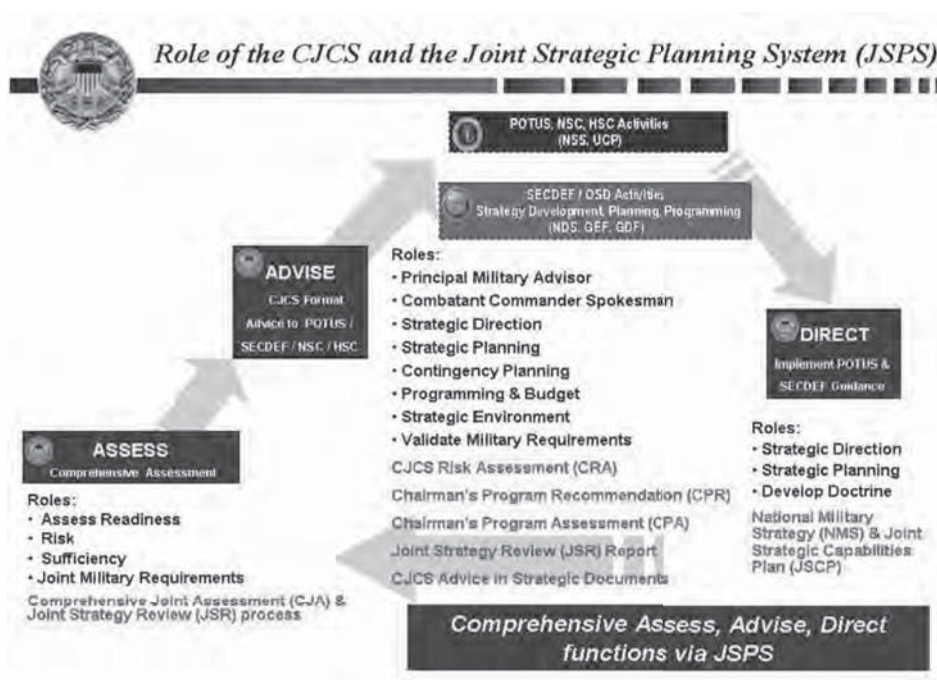 Role of the CJCS and the Joint Strategic Planning System (JSPS)
POTUS, NSC, HSC Activities
(NSS, UCP)
SECDEF / OSD Activities
Strategy Development, Planning, Programming
(NDS, GEF, GDF)
ADVISE
CJCS Format
Advice to POTUS /
SECDEF / NSC / HSC
Roles:
• Principal Military Advisor
• Combatant Commander Spokesman
• Strategic Direction
• Strategic Planning
• Contingency Planning
• Programming & Budget
• Strategic Environment
• Validate Military Requirements
CJCS Risk Assessment (CRA)
Chairman's Program Recommendation (CPR)
Chairman's Program Assessment (CPA)
Joint Strategy Review (JSR) Report
CJCS Advice in Strategic Documents
DIRECT
Implement POTUS &
SECDEF Guidance
Roles:
• Strategic Direction
• Strategic Planning
• Develop Doctrine
National Military
Strategy (NMS) & Joint
Strategic Capabilities
Plan (JSCP)
ASSESS
Comprehensive Assessment
Roles:
• Assess Readiness
• Risk
• Sufficiency
• Joint Military Requirements
Comprehensive Joint Assessment (CJA) &
Joint Strategy Review (JSR) process
Comprehensive Assess, Advise, Direct
functions via JSPS